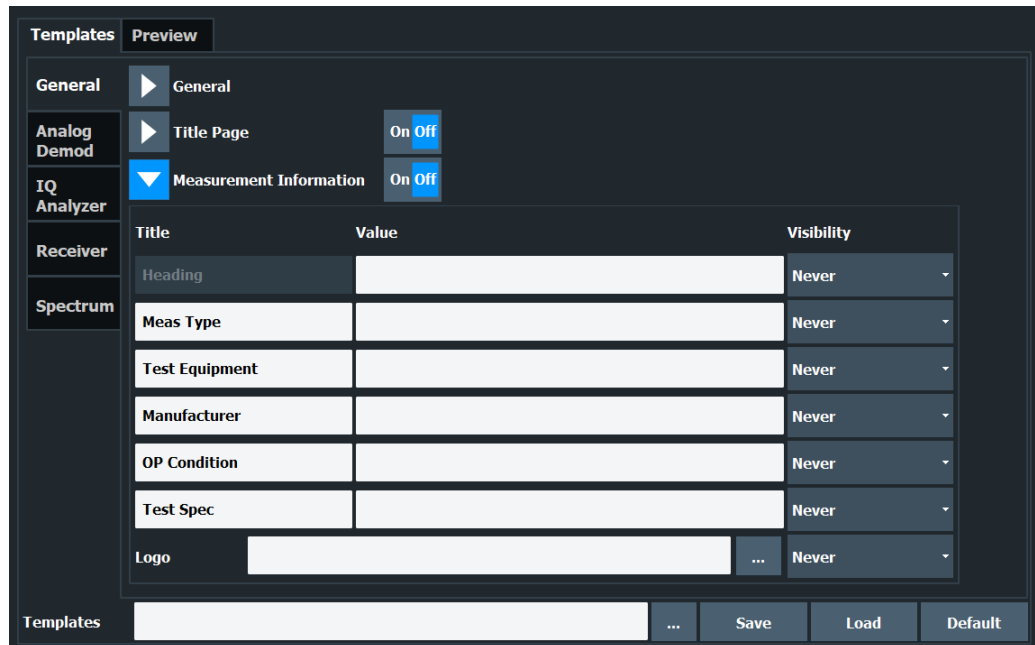 Templates Preview
General General
Analog Demod Title Page On Off
IQ Analyzer Measurement Information On Off
Receiver
Spectrum
Title Value Visibility
Heading Never
Meas Type Never
Test Equipment Never
Manufacturer Never
OP Condition Never
Test Spec Never
Logo ... Never
Templates ... Save Load Default